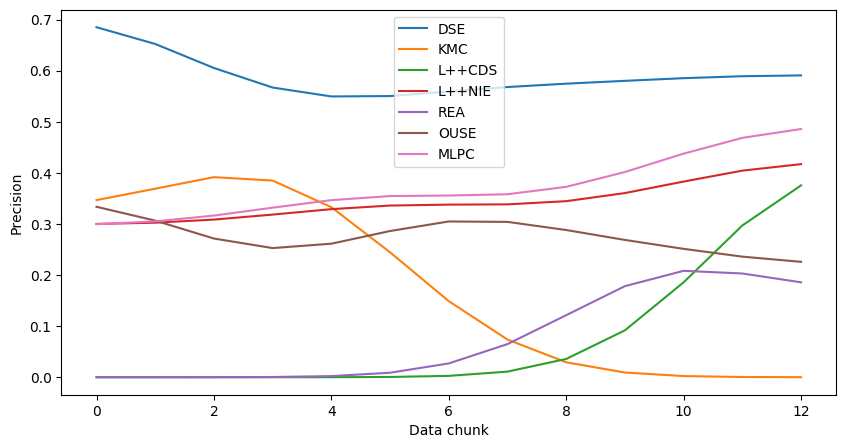 0.7
0.6
0.5
0.4
0.3
0.2
0.1
0.0
Precision
DSE
KMC
L++CDS
L++NIE
REA
OUSE
MLPC
0 2 4 6 8 10 12
Data chunk